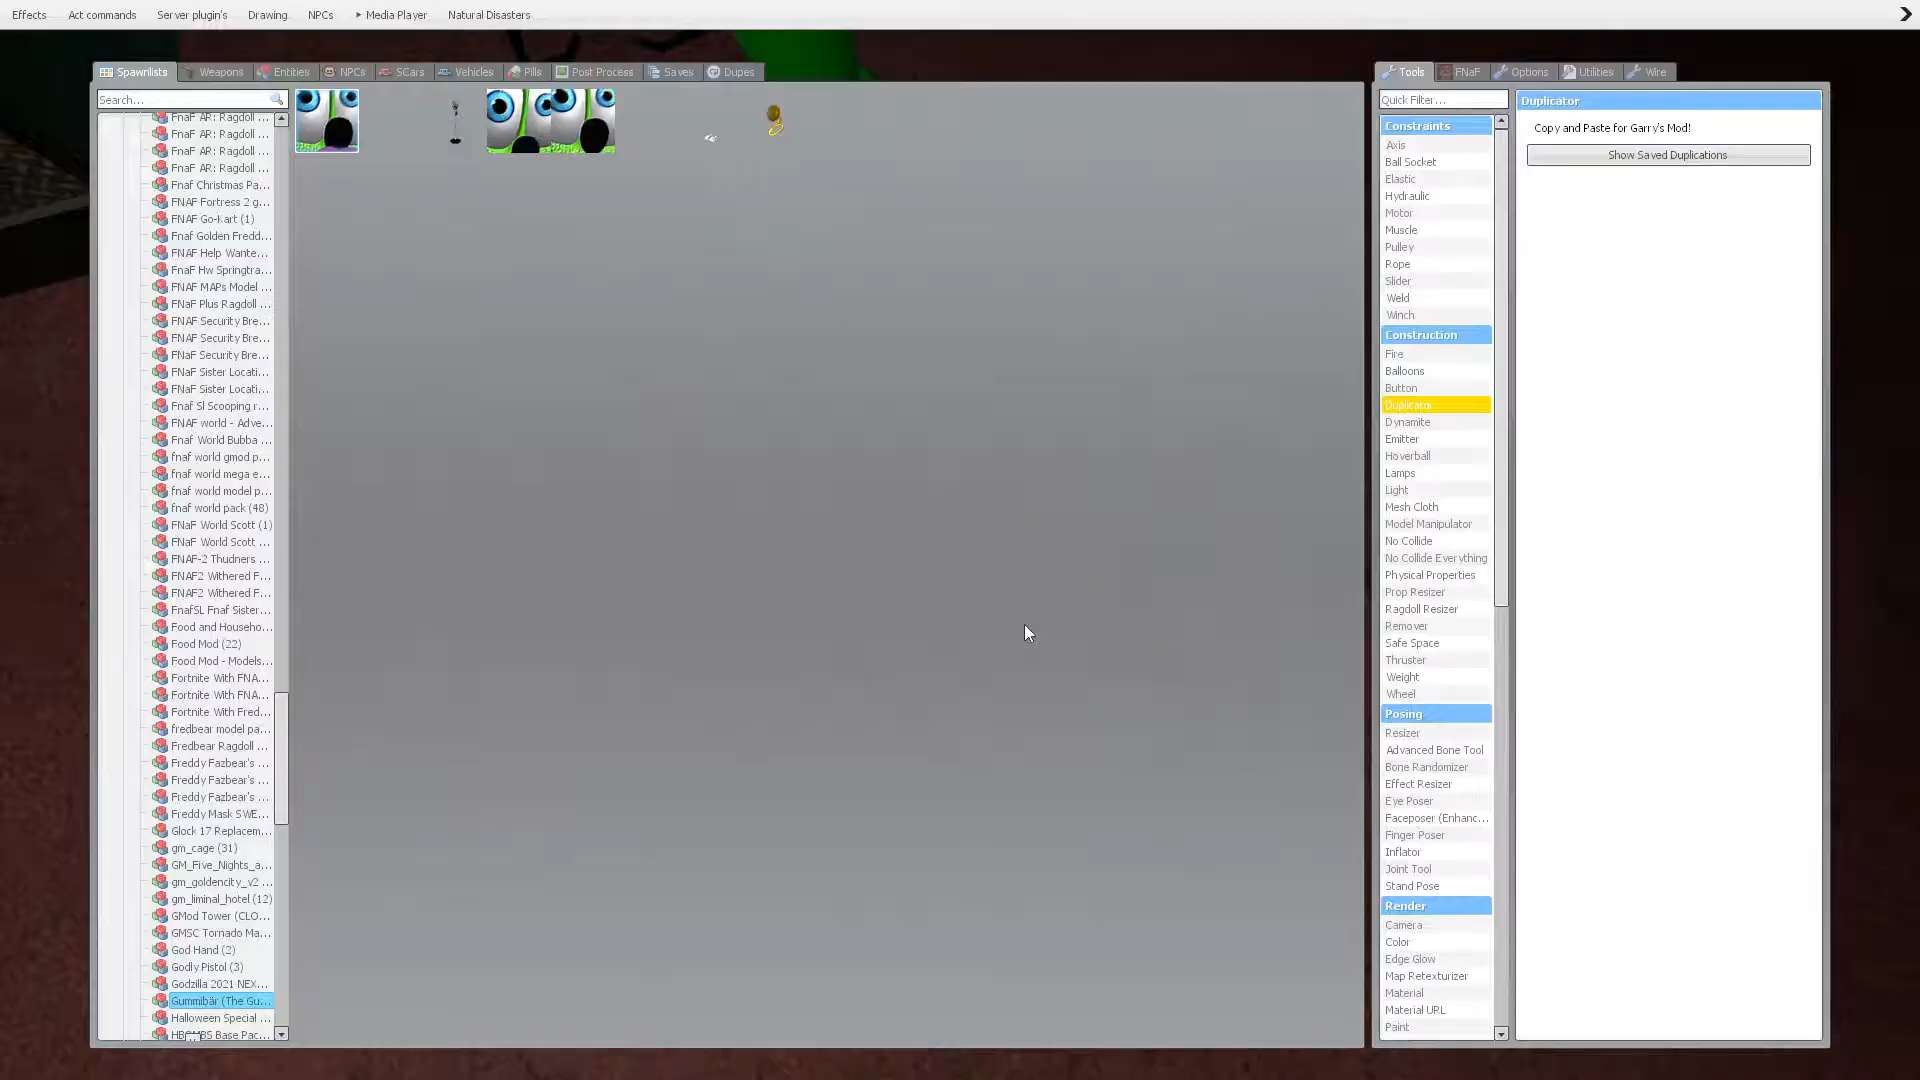 Effects Act commands Server plugin's Drawing NPCs Media Player Natural Disasters
Spawnlists Weapons Entities NPCs SCars Vehicles Pills Post Process Saves Dupes
Search...
FnaF AR: Ragdoll ...
FnaF AR: Ragdoll ...
FnaF AR: Ragdoll ...
FnaF AR: Ragdoll ...
Fnaf Christmas Pa...
FNAF Fortress 2 g...
FNAF Go-Kart (1)
Fnaf Golden Fredd...
FNAF Help Wante...
FnaF Hw Springtra...
FNAF MAPs Model ...
FNaF Plus Ragdoll ...
FNAF Security Bre...
FNAF Security Bre...
FNaF Security Bre...
FNaF Sister Locati...
FNaF Sister Locati...
Fnaf Sl Scooping r...
FNAF world - Adve...
Fnaf World Bubba ...
fnaf world gmod p...
fnaf world mega e...
fnaf world model p...
fnaf world pack (48)
FNaF World Scott (1)
FNaF World Scott ...
FNAF-2 Thudners ...
FNAF2 Withered F...
FNAF2 Withered F...
FnafSL Fnaf Sister...
Food and Househo...
Food Mod (22)
Food Mod - Models...
Fortnite With FNA...
Fortnite With FNA...
Fortnite With Fred...
fredbear model pa...
Fredbear Ragdoll ...
Freddy Fazbear's ...
Freddy Fazbear's ...
Freddy Fazbear's ...
Freddy Mask SWE...
Glock 17 Replacem...
gm_cage (31)
GM_Five_Nights_a...
gm_goldencity_v2 ...
gm_liminal_hotel (12)
GMod Tower (CLO...
GMSC Tornado Ma...
God Hand (2)
Godly Pistol (3)
Godzilla 2021 NEX...
Gummibär (The Gu...
Halloween Special ...
Base Pac...
Tools FNaF Options Utilities Wire
Quick Filter...
Constraints
Axis
Ball Socket
Elastic
Hydraulic
Motor
Muscle
Pulley
Rope
Slider
Weld
Winch
Construction
Fire
Balloons
Button
Duplicator
Dynamite
Emitter
Hoverball
Lamps
Light
Mesh Cloth
Model Manipulator
No Collide
No Collide Everything
Physical Properties
Prop Resizer
Ragdoll Resizer
Remover
Safe Space
Thruster
Weight
Wheel
Posing
Resizer
Advanced Bone Tool
Bone Randomizer
Effect Resizer
Eye Poser
Faceposer (Enhanc...
Finger Poser
Inflator
Joint Tool
Stand Pose
Render
Camera
Color
Edge Glow
Map Retexturizer
Material
Material URL
Paint
Duplicator
Copy and Paste for Garry's Mod!
Show Saved Duplications